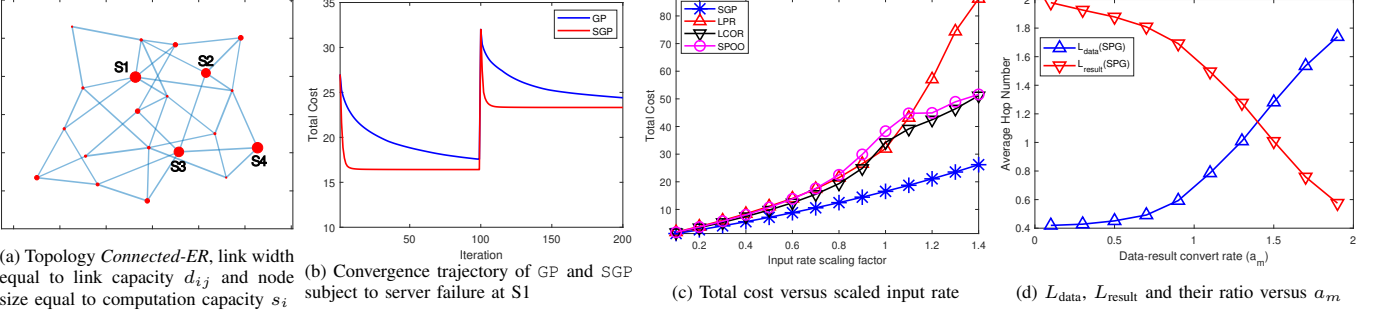 S1
S2
S3
S4
(a) Topology Connected-ER, link width
equal to link capacity d_ij and node
size equal to computation capacity s_i
35
30
25
20
15
10
50
100
150
200
Total Cost
Iteration
GP
SGP
(b) Convergence trajectory of GP and SGP
subject to server failure at S1
80
70
60
50
40
30
20
10
0.2
0.4
0.6
0.8
1.0
1.2
1.4
Total Cost
Input rate scaling factor
SGP
LPR
LCOR
SPOO
(c) Total cost versus scaled input rate
2
1.8
1.6
1.4
1.2
1
0.8
0.6
0.4
0
0.5
1
1.5
2
Average Hop Number
Data-result convert rate (a_m)
L_data(SPG)
L_result(SPG)
(d) L_data, L_result and their ratio versus a_m